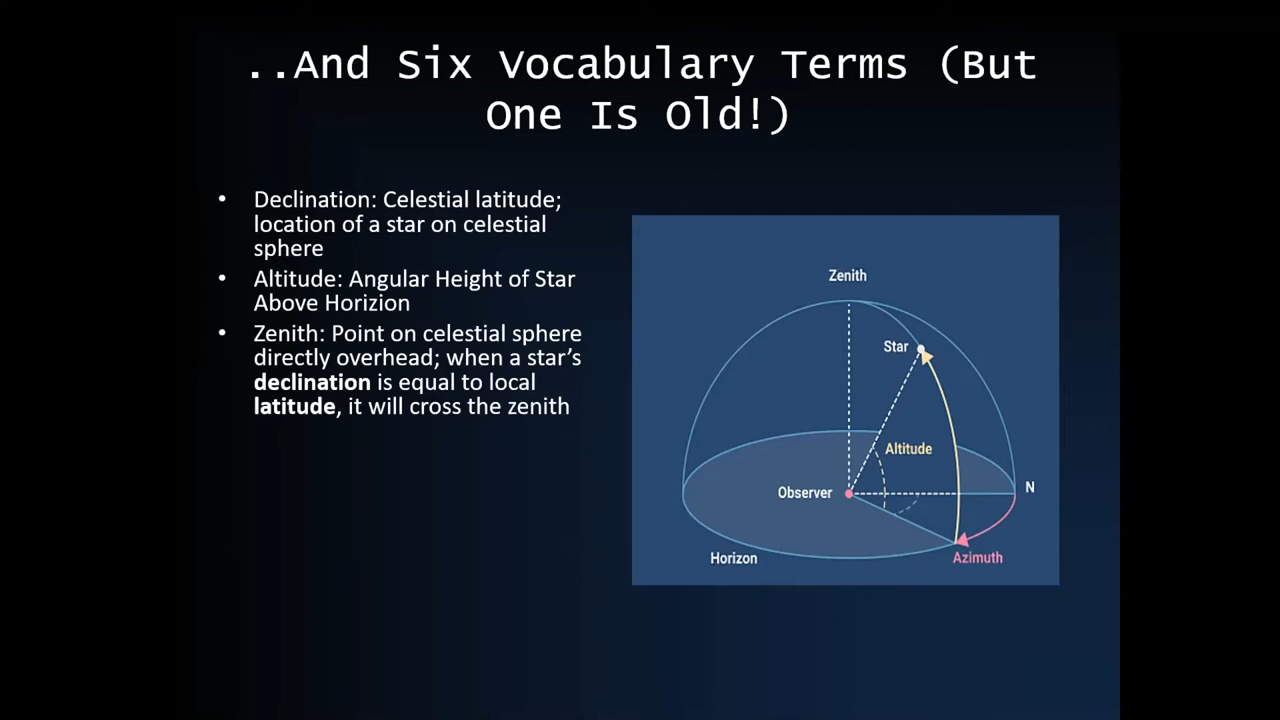 ..And Six Vocabulary Terms (But
One Is Old!)
• Declination: Celestial latitude;
location of a star on celestial
sphere
• Altitude: Angular Height of Star
Above Horizion
• Zenith: Point on celestial sphere
directly overhead; when a star’s
declination is equal to local
latitude, it will cross the zenith
Zenith
Star
Altitude
Observer
N
Horizon
Azimuth